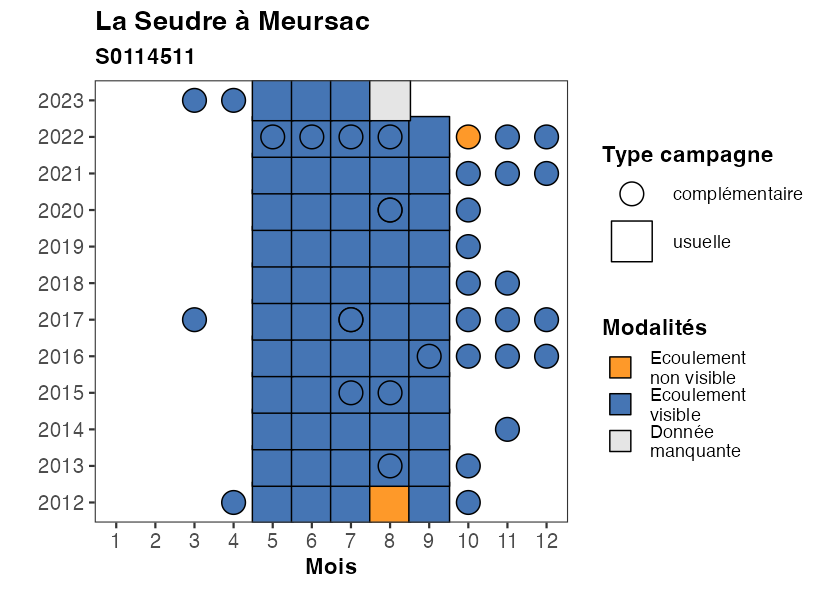 La Seudre à Meursac
S0114511
2023
2022
2021
2020
2019
2018
2017
2016
2015
2014
2013
2012
1 2 3 4 5 6 7 8 9 10 11 12
Mois
Type campagne
complémentaire
usuelle
Modalités
Ecoulement
non visible
Ecoulement
visible
Donnée
manquante